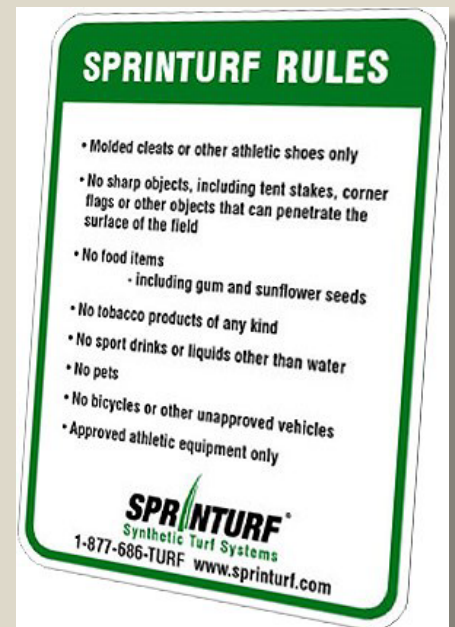 SPRINTURF RULES
• Molded cleats or other athletic shoes only
• No sharp objects, including tent stakes, corner
flags or other objects that can penetrate the
surface of the field
• No food items
- including gum and sunflower seeds
• No tobacco products of any kind
• No sport drinks or liquids other than water
• No pets
• No bicycles or other unapproved vehicles
• Approved athletic equipment only
SPRINTURF®
Synthetic Turf Systems
1-877-686-TURF www.sprinturf.com